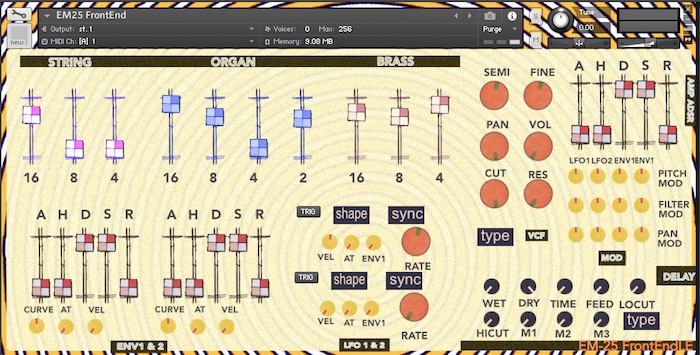 EM25 FrontEnd
Output: st. 1
Voices: 0 Max: 256
Purge
MIDI Ch: [A] 1
Memory: 9.08 MB
new
S
M
Tune
0.00
STRING
ORGAN
BRASS
16 8 4
16 8 4 2
16 8 4
SEMI FINE
PAN VOL
CUT RES
type VCF
A H D S R
AMP ADSR
LFO1 LFO2 ENV1 ENV1
PITCH MOD
FILTER MOD
PAN MOD
MOD
A H D S R
CURVE AT VEL
A H D S R
CURVE AT VEL
ENV1 & 2
TRIG shape sync
VEL AT ENV1 RATE
TRIG shape sync
VEL AT ENV1 RATE
LFO 1 & 2
DELAY
WET DRY TIME FEED LOCUT
HICUT M1 M2 M3 type
EM-25 FrontEndLE